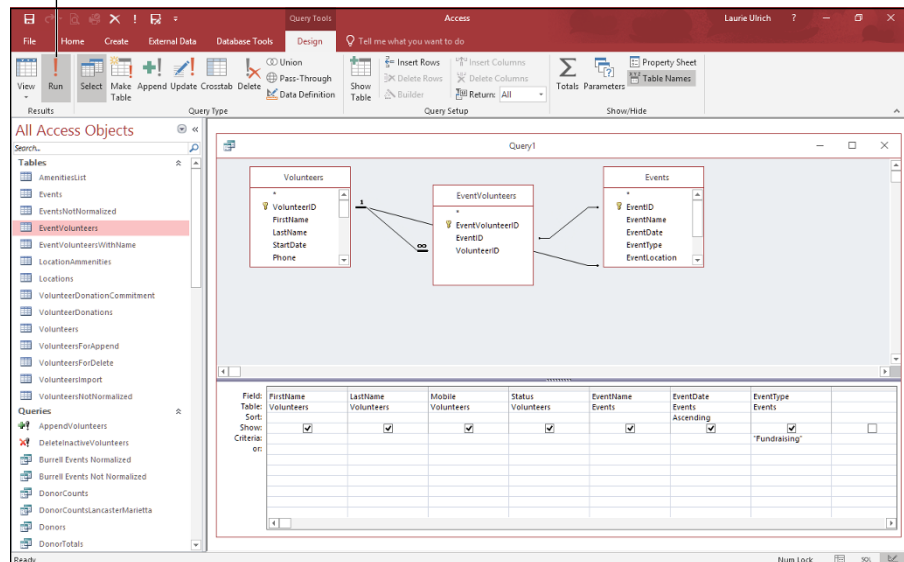 Query Tools Access Laurie Ulrich ?
File Home Create External Data Database Tools Design Tell me what you want to do
View Run Select Make Table Append Update Crosstab Delete
Union
Pass-Through
Data Definition
Show Table
Insert Rows
Delete Rows
Builder
Insert Columns
Delete Columns
Return: All
Totals Parameters
Property Sheet
Table Names
Results Query Type Query Setup Show/Hide
All Access Objects
Search...
Tables
AmenitiesList
Events
EventsNotNormalized
EventVolunteers
EventVolunteersWithName
LocationAmmenities
Locations
VolunteerDonationCommitment
VolunteerDonations
Volunteers
VolunteersForAppend
VolunteersForDelete
VolunteersImport
VolunteersNotNormalized
Queries
AppendVolunteers
DeleteInactiveVolunteers
Burrell Events Normalized
Burrell Events Not Normalized
DonorCounts
DonorCountsLancasterMarietta
Donors
DonorTotals
Query1
Volunteers
*
VolunteerID
FirstName
LastName
StartDate
Phone
1
∞
EventVolunteers
*
EventVolunteerID
EventID
VolunteerID
Events
*
EventID
EventName
EventDate
EventType
EventLocation
Field: FirstName LastName Mobile Status EventName EventDate EventType
Table: Volunteers Volunteers Volunteers Volunteers Events Events Events
Sort: Ascending
Show:
Criteria: "Fundraising"
or:
Ready Num Lock SQL